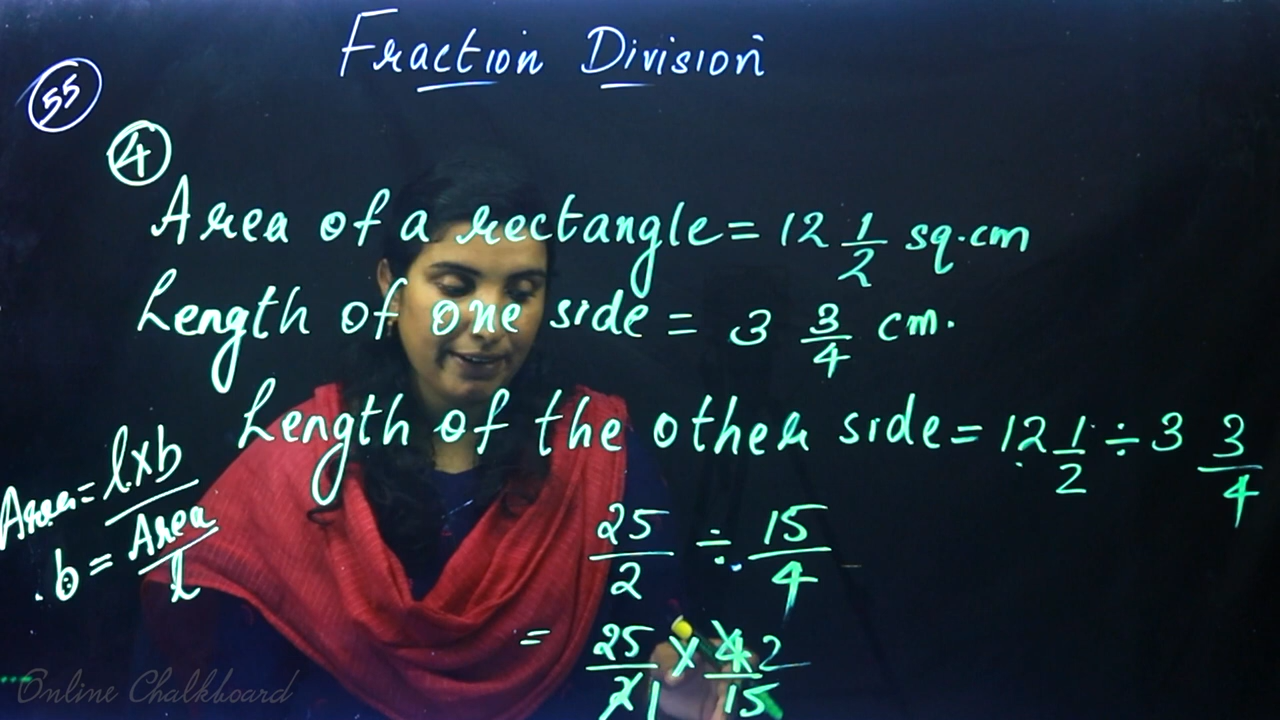 Fraction Division
55
4
Area of a rectangle = 12 1/2 sq.cm
Length of one side = 3 3/4 cm.
Length of the other side = 12 1/2 ÷ 3 3/4
Area = l x b
b = Area/l
25/2 ÷ 15/4
= 25/2 1 x 4 2/15
Online Chalkboard